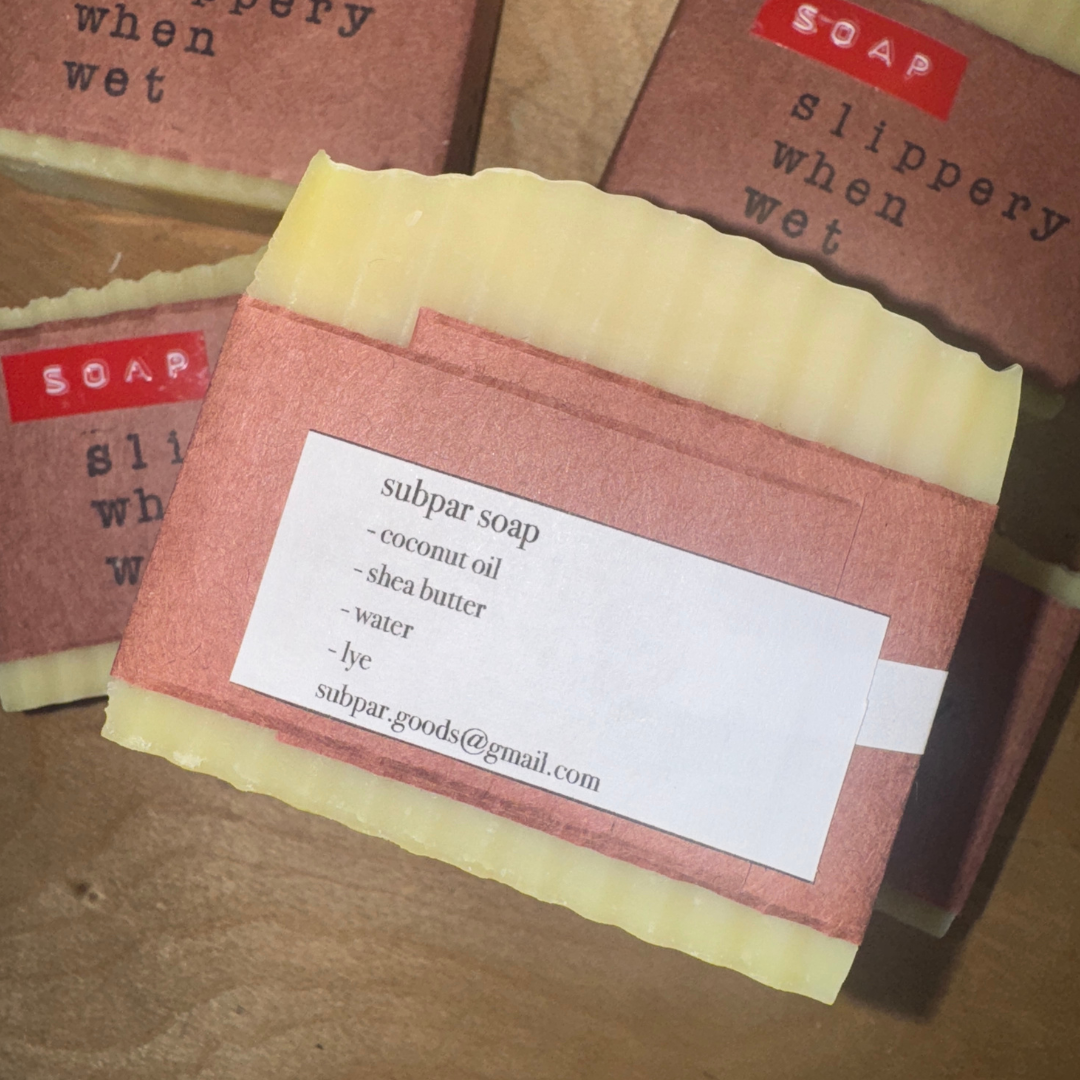 when
wet
SOAP
slippery
when
wet
SOAP
subpar soap
- coconut oil
- shea butter
- water
- lye
subpar.goods@gmail.com